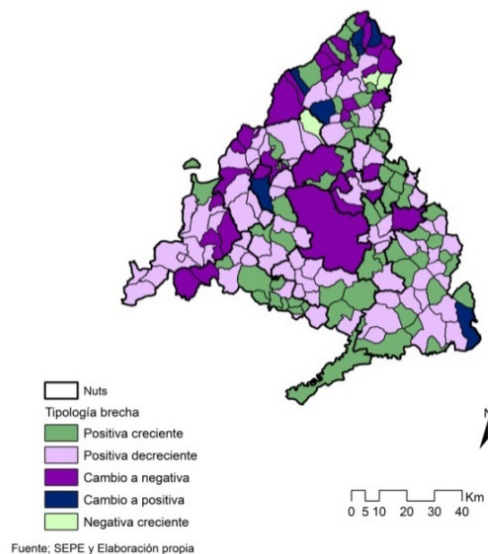 N
Nuts
Tipología brecha
Positiva creciente
Positiva decreciente
Cambio a negativa
Cambio a positiva
Negativa creciente
Km
0 5 10 20 30 40
Fuente; SEPE y Elaboración propia